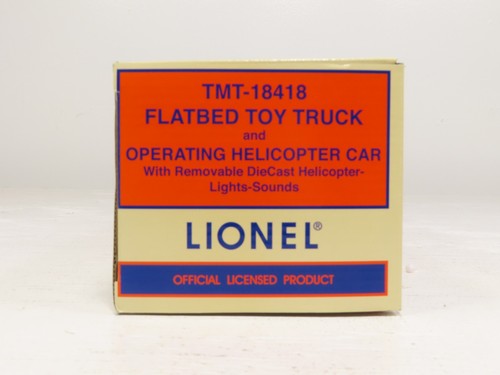 TMT-18418
FLATBED TOY TRUCK
and
OPERATING HELICOPTER CAR
With Removable DieCast Helicopter-
Lights-Sounds
LIONEL®
OFFICIAL LICENSED PRODUCT